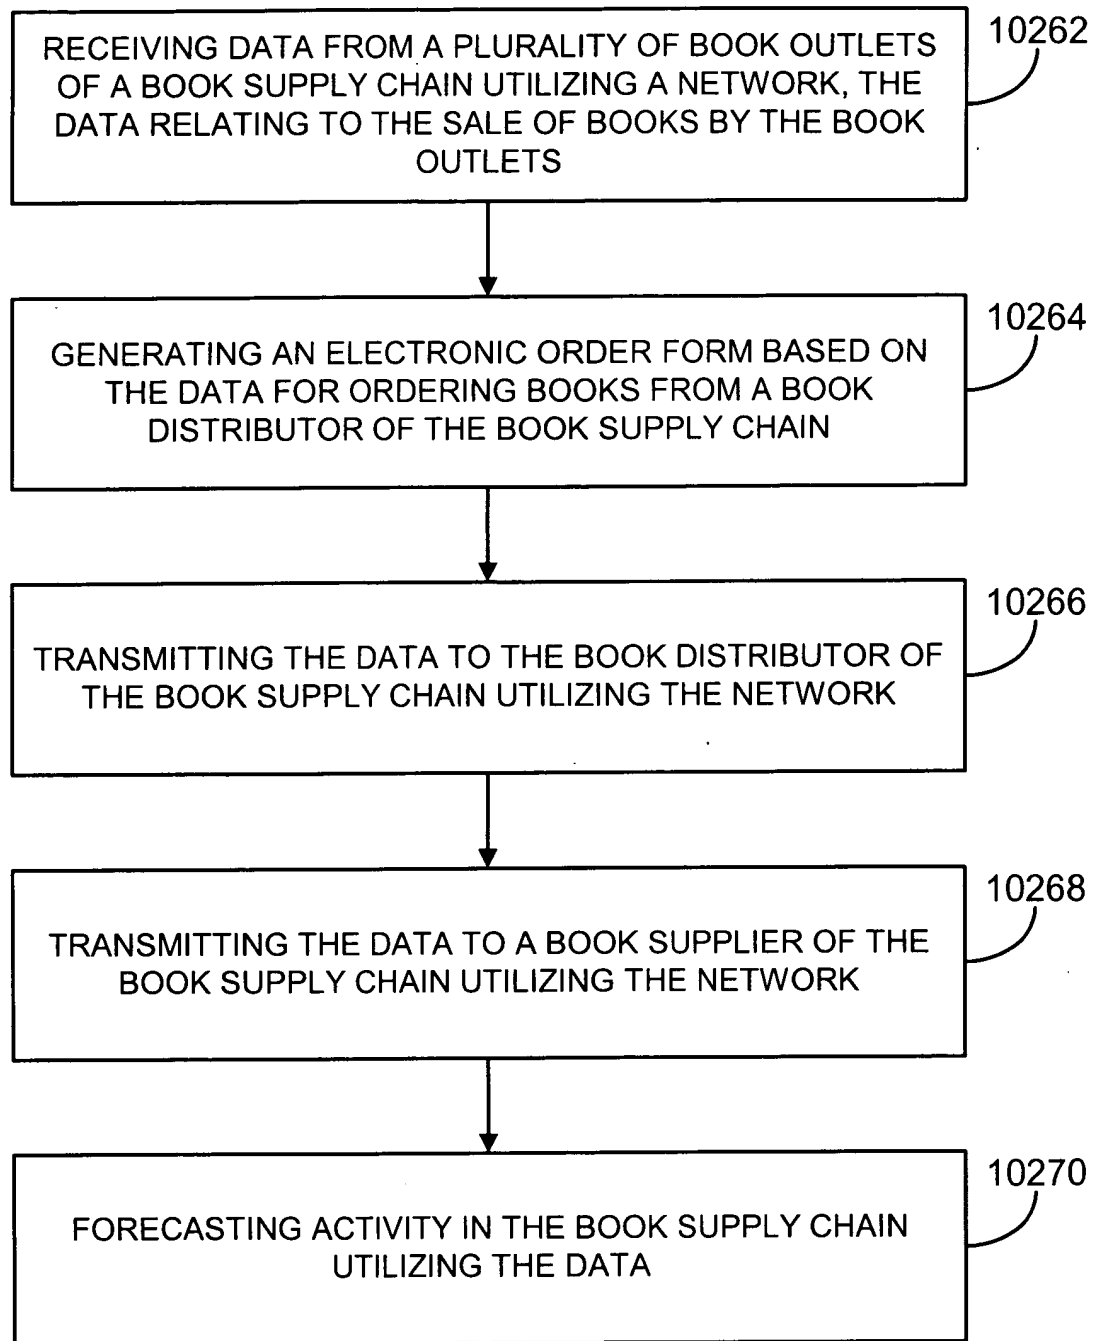 RECEIVING DATA FROM A PLURALITY OF BOOK OUTLETS
OF A BOOK SUPPLY CHAIN UTILIZING A NETWORK, THE
DATA RELATING TO THE SALE OF BOOKS BY THE BOOK
OUTLETS
10262
GENERATING AN ELECTRONIC ORDER FORM BASED ON
THE DATA FOR ORDERING BOOKS FROM A BOOK
DISTRIBUTOR OF THE BOOK SUPPLY CHAIN
10264
TRANSMITTING THE DATA TO THE BOOK DISTRIBUTOR OF
THE BOOK SUPPLY CHAIN UTILIZING THE NETWORK
10266
TRANSMITTING THE DATA TO A BOOK SUPPLIER OF THE
BOOK SUPPLY CHAIN UTILIZING THE NETWORK
10268
FORECASTING ACTIVITY IN THE BOOK SUPPLY CHAIN
UTILIZING THE DATA
10270